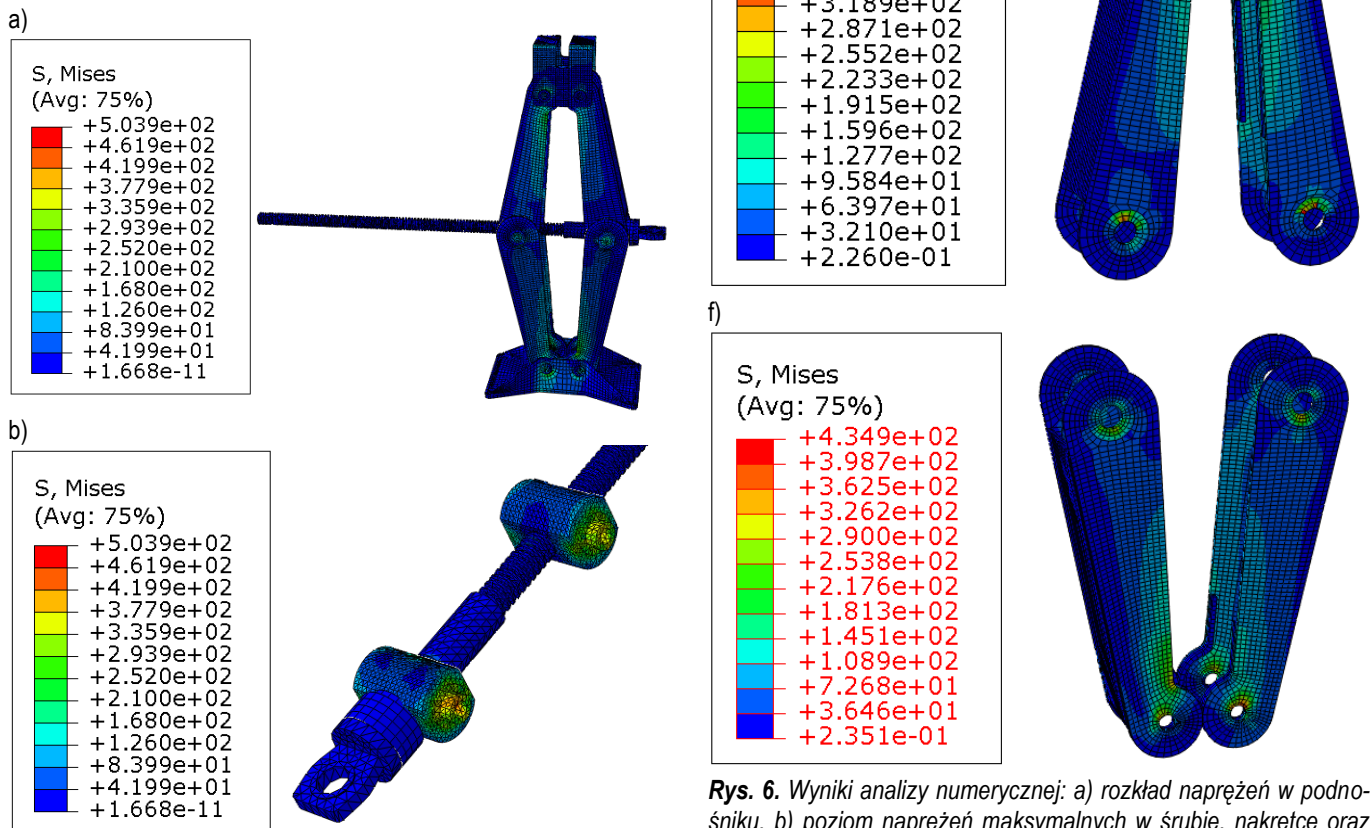 a)
S, Mises
(Avg: 75%)
+5.039e+02
+4.619e+02
+4.199e+02
+3.779e+02
+3.359e+02
+2.939e+02
+2.520e+02
+2.100e+02
+1.680e+02
+1.260e+02
+8.399e+01
+4.199e+01
+1.668e-11
b)
S, Mises
(Avg: 75%)
+5.039e+02
+4.619e+02
+4.199e+02
+3.779e+02
+3.359e+02
+2.939e+02
+2.520e+02
+2.100e+02
+1.680e+02
+1.260e+02
+8.399e+01
+4.199e+01
+1.668e-11
+3.189e+02
+2.871e+02
+2.552e+02
+2.233e+02
+1.915e+02
+1.596e+02
+1.277e+02
+9.584e+01
+6.397e+01
+3.210e+01
+2.260e-01
f)
S, Mises
(Avg: 75%)
+4.349e+02
+3.987e+02
+3.625e+02
+3.262e+02
+2.900e+02
+2.538e+02
+2.176e+02
+1.813e+02
+1.451e+02
+1.089e+02
+7.268e+01
+3.646e+01
+2.351e-01
Rys. 6. Wyniki analizy numerycznej: a) rozkład naprężeń w podno-
śniku, b) poziom naprężeń maksymalnych w śrubie, nakrętce oraz